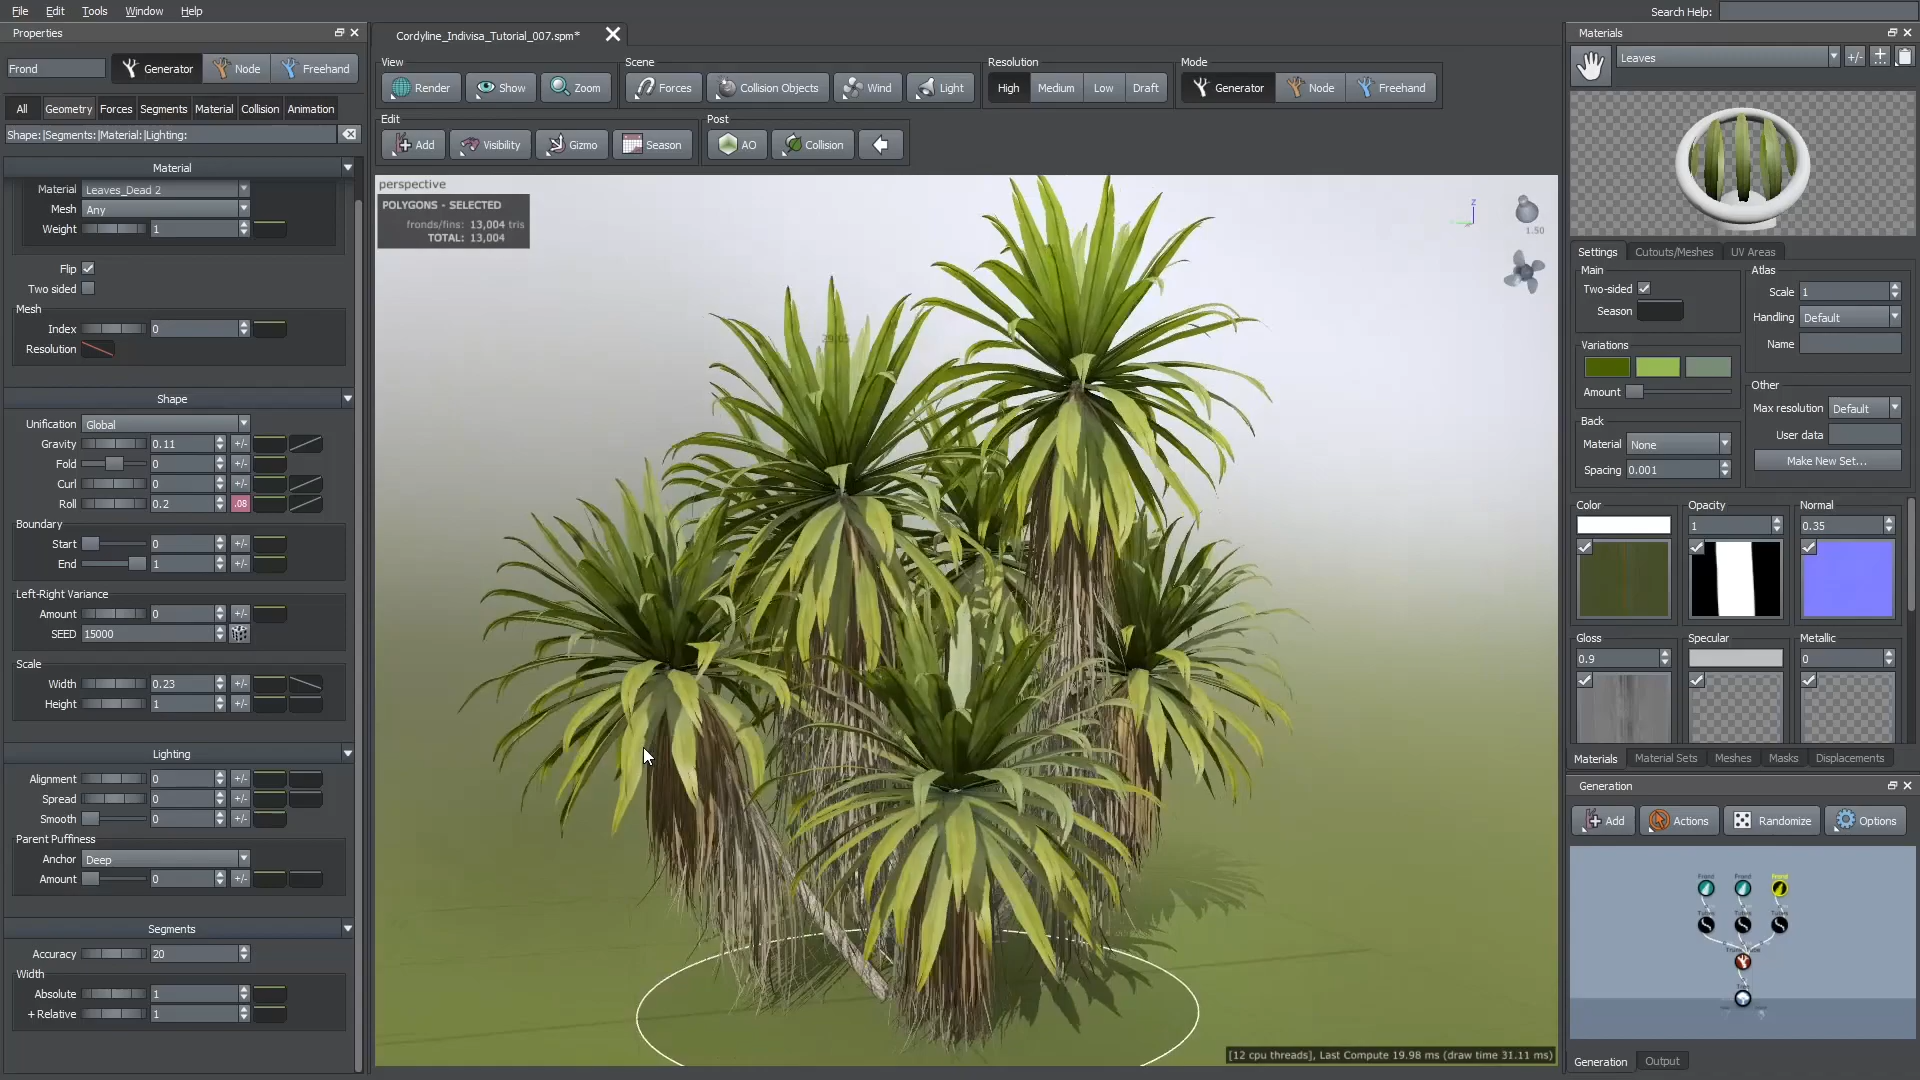 File Edit Tools Window Help
Search Help:
Properties
Frond Generator Node Freehand
All Geometry Forces Segments Material Collision Animation
Shape: |Segments: |Material: |Lighting:
Material
Material Leaves_Dead 2
Mesh Any
Weight 1
Flip
Two sided
Mesh
Index 0
Resolution
Shape
Unification Global
Gravity 0.11 +/-
Fold 0 +/-
Curl 0 +/-
Roll 0.2 .08
Boundary
Start 0 +/-
End 1 +/-
Left-Right Variance
Amount 0 +/-
SEED 15000
Scale
Width 0.23 +/-
Height 1 +/-
Lighting
Alignment 0 +/-
Spread 0 +/-
Smooth 0 +/-
Parent Puffiness
Anchor Deep
Amount 0 +/-
Segments
Accuracy 20
Width
Absolute 1
+ Relative 1
Cordyline_Indivisa_Tutorial_007.spm*
View Scene Resolution Mode
Render Show Zoom Forces Collision Objects Wind Light High Medium Low Draft Generator Node Freehand
Edit Post
Add Visibility Gizmo Season AO Collision
perspective
POLYGONS - SELECTED
fronds/fins: 13,004 tris
TOTAL: 13,004
z
1.50
[12 cpu threads], Last Compute 19.98 ms (draw time 31.11 ms)
Materials
Leaves +/-
Settings Cutouts/Meshes UV Areas
Main
Two-sided
Season
Atlas
Scale 1
Handling Default
Name
Variations
Amount
Other
Max resolution Default
User data
Make New Set...
Back
Material None
Spacing 0.001
Color Opacity Normal
1 0.35
Gloss Specular Metallic
0.9 0
Materials Material Sets Meshes Masks Displacements
Generation
Add Actions Randomize Options
Frond Frond Frond
Generation Output